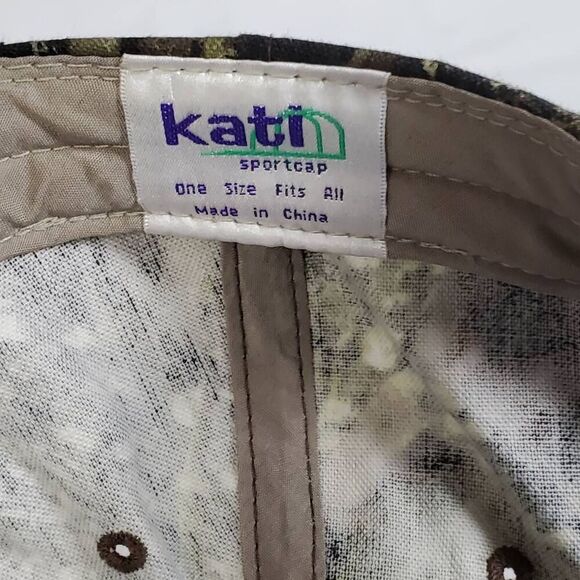 kati
sportcap
One Size Fits All
Made in China